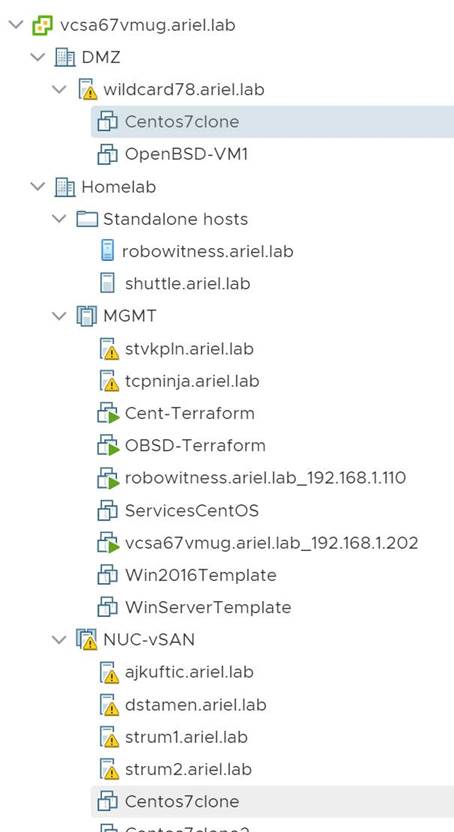 vcsa67vmug.ariel.lab
DMZ
wildcard78.ariel.lab
Centos7clone
OpenBSD-VM1
Homelab
Standalone hosts
robowitness.ariel.lab
shuttle.ariel.lab
MGMT
stvkpln.ariel.lab
tcpninja.ariel.lab
Cent-Terraform
OBSD-Terraform
robowitness.ariel.lab_192.168.1.110
ServicesCentOS
vcsa67vmug.ariel.lab_192.168.1.202
Win2016Template
WinServerTemplate
NUC-vSAN
ajkuftic.ariel.lab
dstamen.ariel.lab
strum1.ariel.lab
strum2.ariel.lab
Centos7clone
Centos7clone2